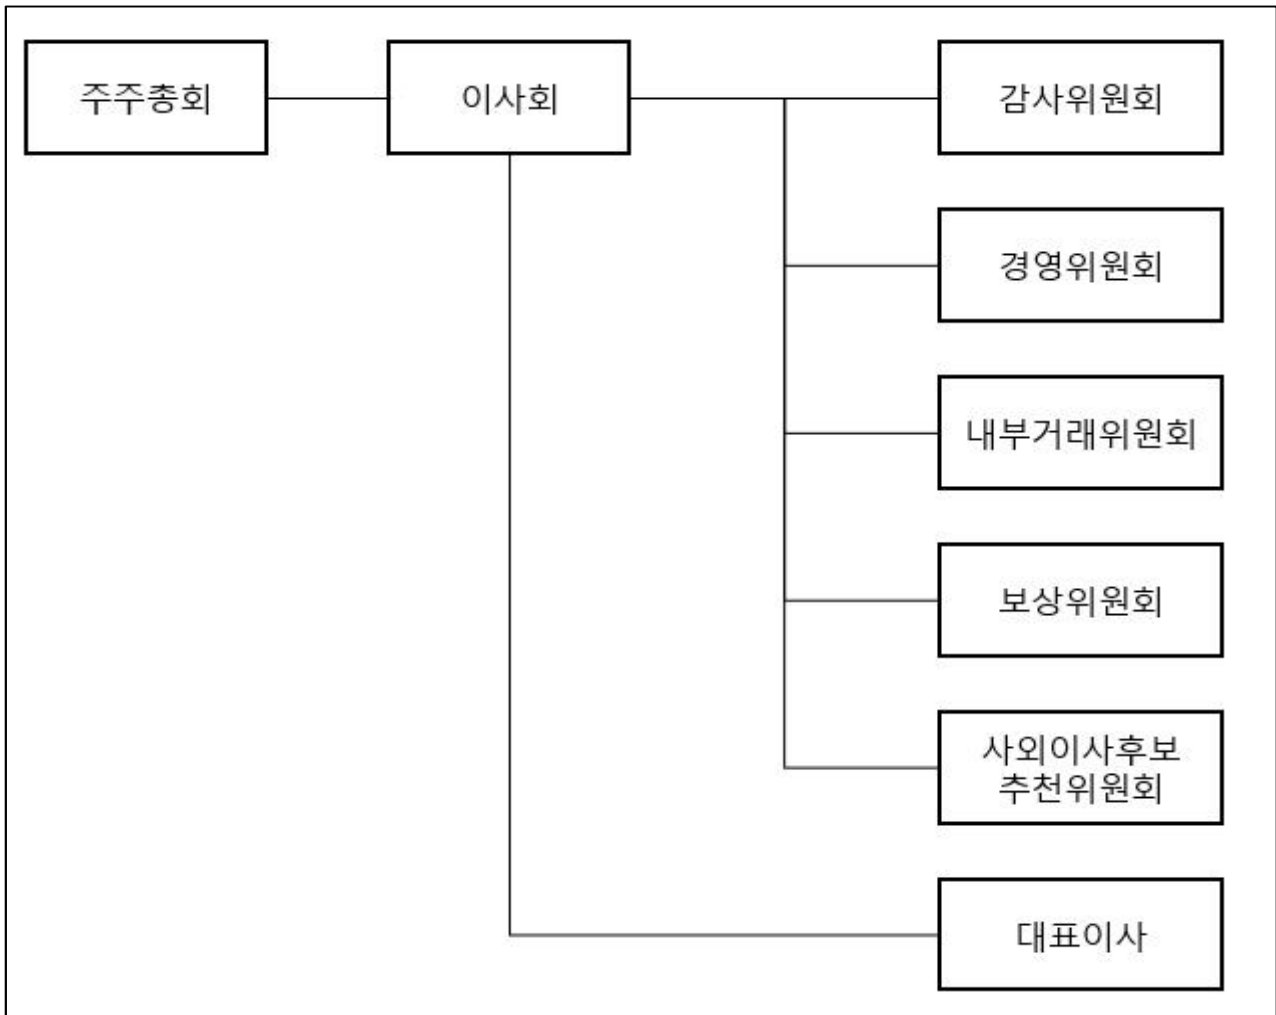 주주총회
이사회
감사위원회
경영위원회
내부거래위원회
보상위원회
사외이사후보
추천위원회
대표이사